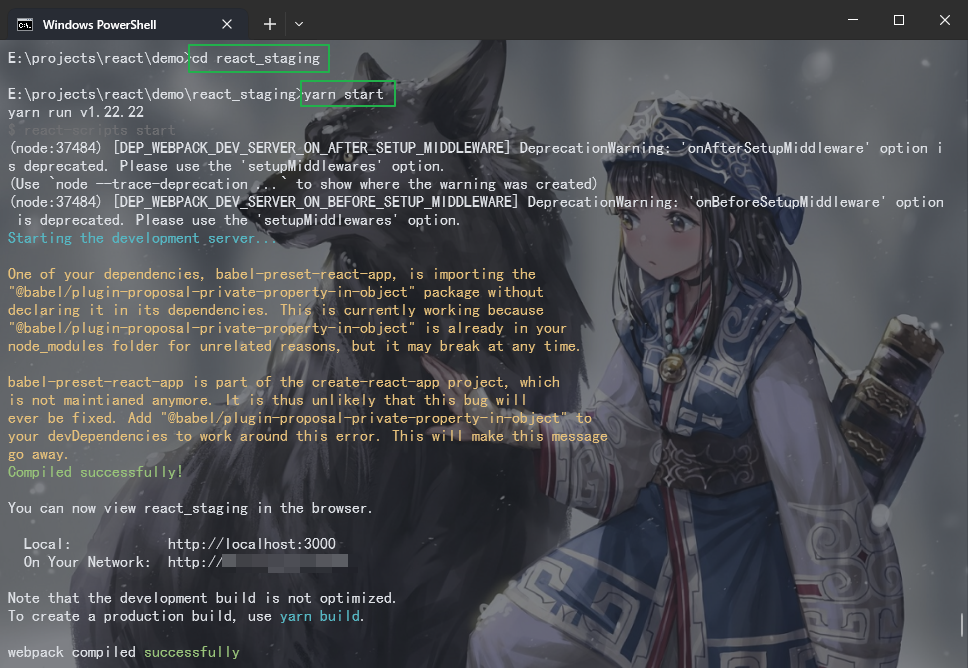 Windows PowerShell
E:\projects\react\demo>cd react_staging
E:\projects\react\demo\react_staging>yarn start
yarn run v1.22.22
$ react-scripts start
(node:37484) [DEP_WEBPACK_DEV_SERVER_ON_AFTER_SETUP_MIDDLEWARE] DeprecationWarning: 'onAfterSetupMiddleware' option i
s deprecated. Please use the 'setupMiddlewares' option.
(Use `node --trace-deprecation ...` to show where the warning was created)
(node:37484) [DEP_WEBPACK_DEV_SERVER_ON_BEFORE_SETUP_MIDDLEWARE] DeprecationWarning: 'onBeforeSetupMiddleware' option
 is deprecated. Please use the 'setupMiddlewares' option.
Starting the development server...
One of your dependencies, babel-preset-react-app, is importing the
"@babel/plugin-proposal-private-property-in-object" package without
declaring it in its dependencies. This is currently working because
"@babel/plugin-proposal-private-property-in-object" is already in your
node_modules folder for unrelated reasons, but it may break at any time.
babel-preset-react-app is part of the create-react-app project, which
is not maintianed anymore. It is thus unlikely that this bug will
ever be fixed. Add "@babel/plugin-proposal-private-property-in-object" to
your devDependencies to work around this error. This will make this message
go away.
Compiled successfully!
You can now view react_staging in the browser.
Local: http://localhost:3000
On Your Network: http://
Note that the development build is not optimized.
To create a production build, use yarn build.
webpack compiled successfully